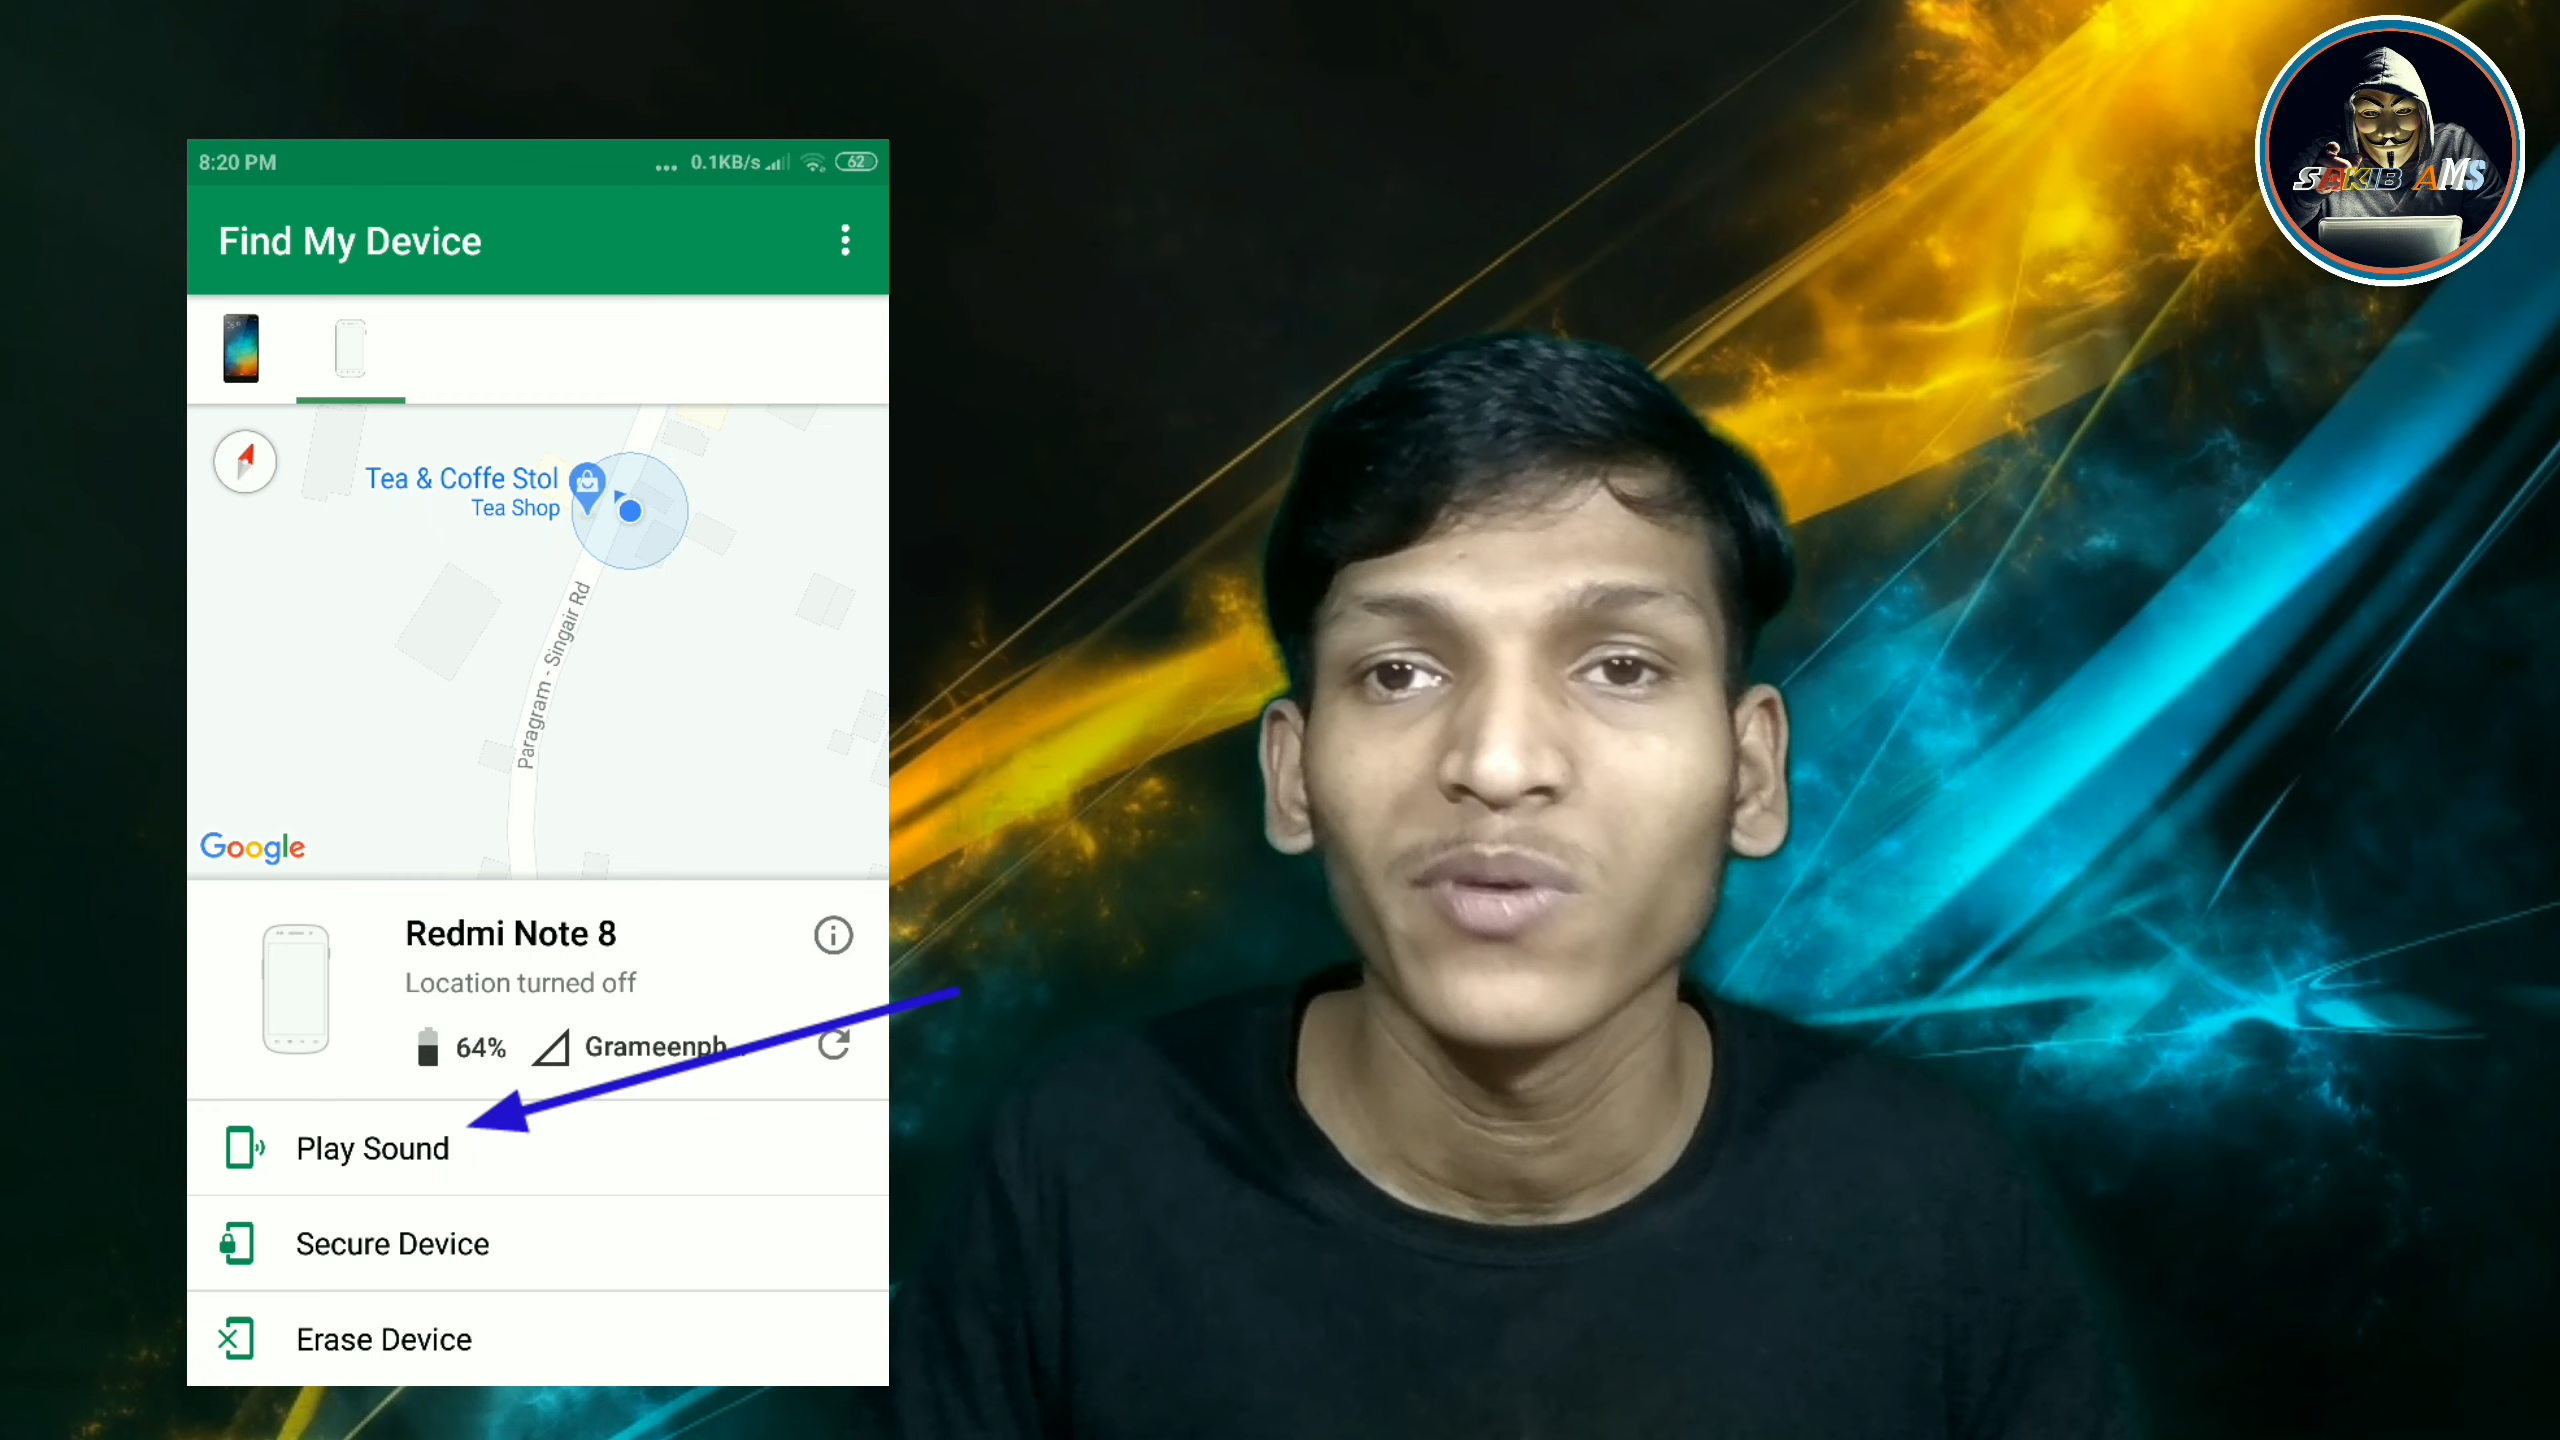 8:20 PM
... 0.1KB/s 62
Find My Device
Tea & Coffe Stol
Tea Shop
Paragram - Singair Rd
Google
Redmi Note 8
Location turned off
64% Grameenph...
Play Sound
Secure Device
Erase Device
SAKIB AMS